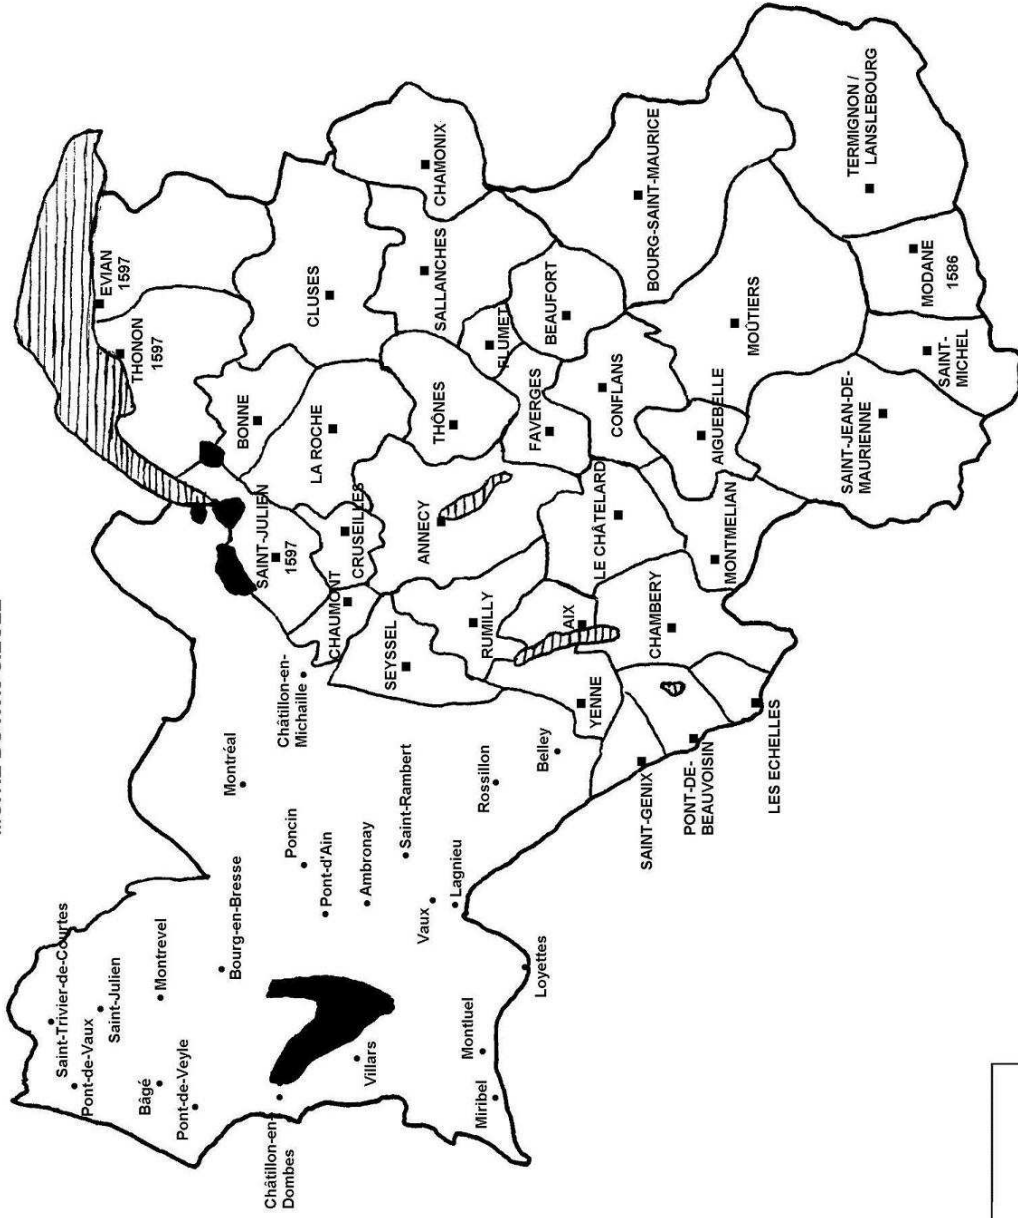 Saint-Trivier-de-Courtes
Pont-de-Vaux
Saint-Julien
Bâgé
Montrevel
Pont-de-Veyle
Bourg-en-Bresse
Montréal
Châtillon-en-
Dombes
Poncin
Pont-d'Ain
Châtillon-en-
Michaille
Villars
Ambronay
Saint-Rambert
Vaux
Lagnieu
Montluel
Miribel
Rossillon
Loyettes
Belley
EVIAN
1597
THONON
1597
BONNE
SAINT-JULIEN
1597
CLUSES
LA ROCHE
CRUSEILLES
CHAUMONT
CHAMONIX
SALLANCHES
THÔNES
ANNECY
SEYSSEL
FLUMET
RUMILLY
BEAUFORT
FAVERGES
AIX
YENNE
CONFLANS
LE CHÂTELARD
BOURG-SAINT-MAURICE
SAINT-GENIX
CHAMBERY
AIGUEBELLE
MONTMELIAN
MOÛTIERS
PONT-DE-
BEAUVOISIN
LES ECHELLES
TERMIGNON /
LANSLEBOURG
SAINT-JEAN-DE-
MAURIENNE
MODANE
1586
SAINT-
MICHEL